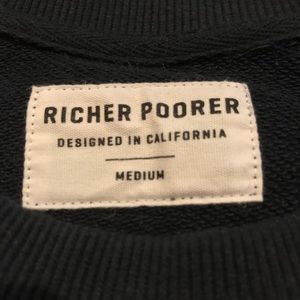 RICHER POORER
DESIGNED IN CALIFORNIA
MEDIUM